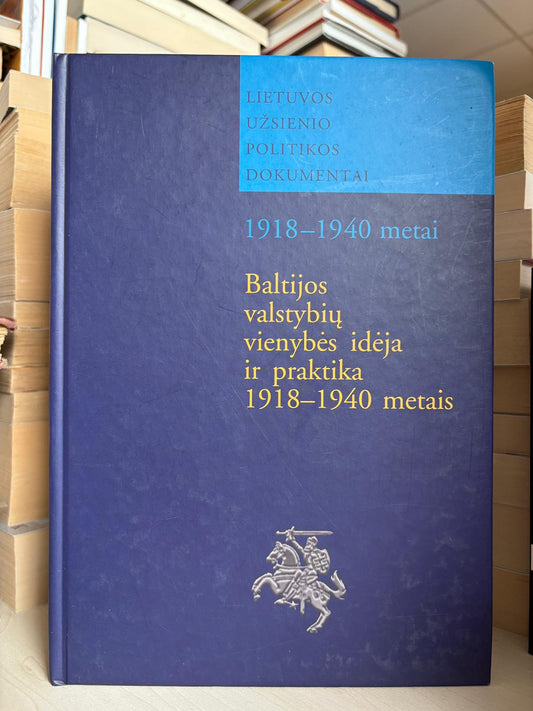 LIETUVOS
UŽSIENIO
POLITIKOS
DOKUMENTAI
1918–1940 metai
Baltijos
valstybių
vienybės idėja
ir praktika
1918–1940 metais